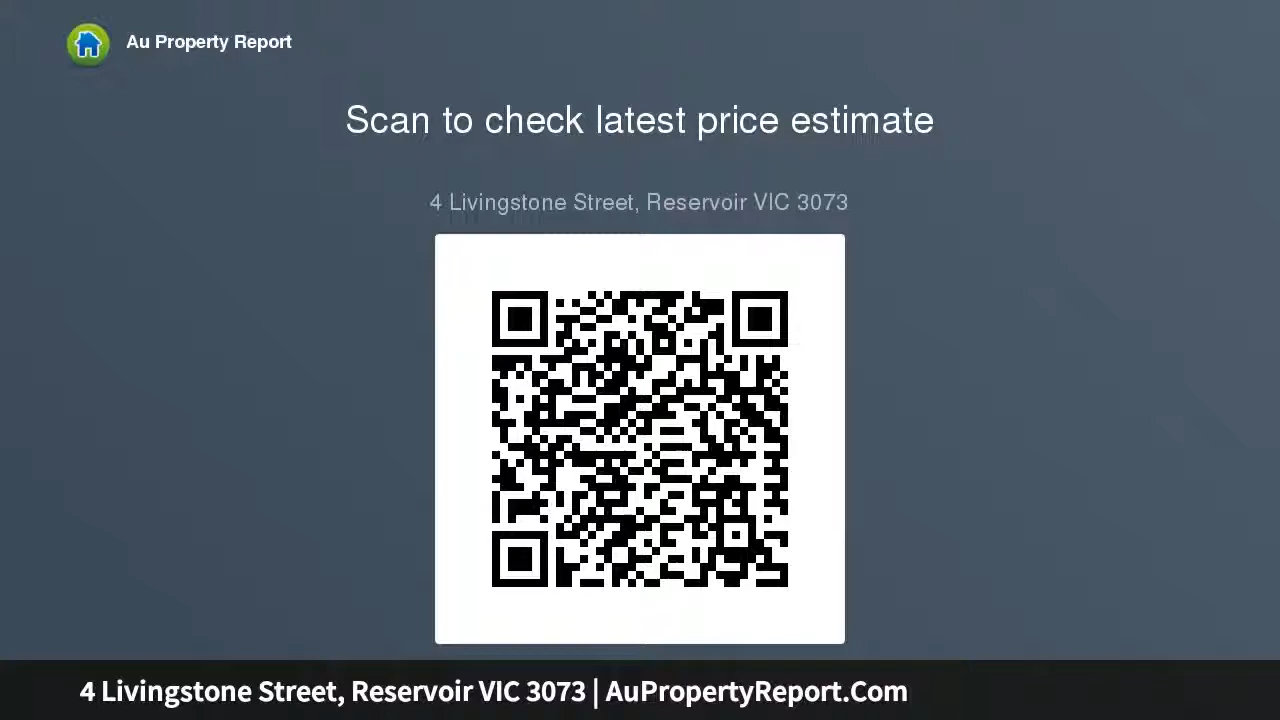 Au Property Report
Scan to check latest price estimate
4 Livingstone Street, Reservoir VIC 3073
4 Livingstone Street, Reservoir VIC 3073 | AuPropertyReport.Com